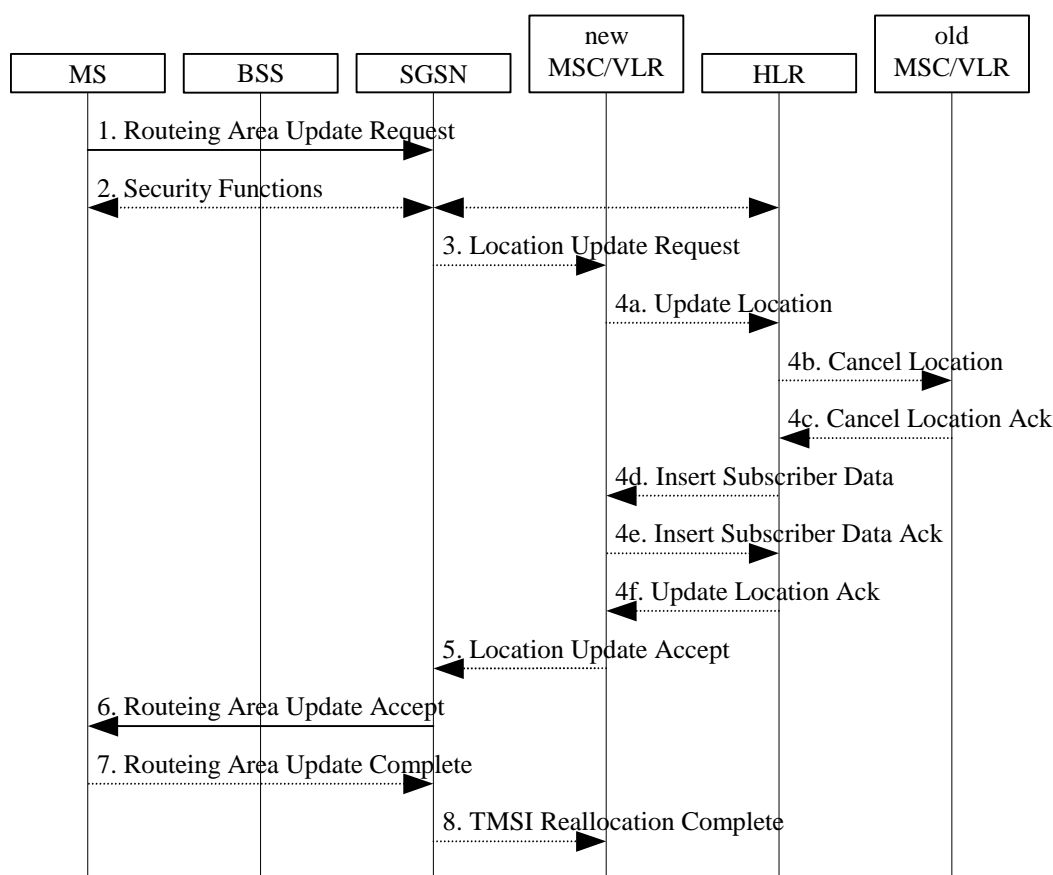 MS
BSS
SGSN
new
MSC/VLR
HLR
old
MSC/VLR
1. Routeing Area Update Request
2. Security Functions
3. Location Update Request
4a. Update Location
4b. Cancel Location
4c. Cancel Location Ack
4d. Insert Subscriber Data
4e. Insert Subscriber Data Ack
4f. Update Location Ack
5. Location Update Accept
6. Routeing Area Update Accept
7. Routeing Area Update Complete
8. TMSI Reallocation Complete